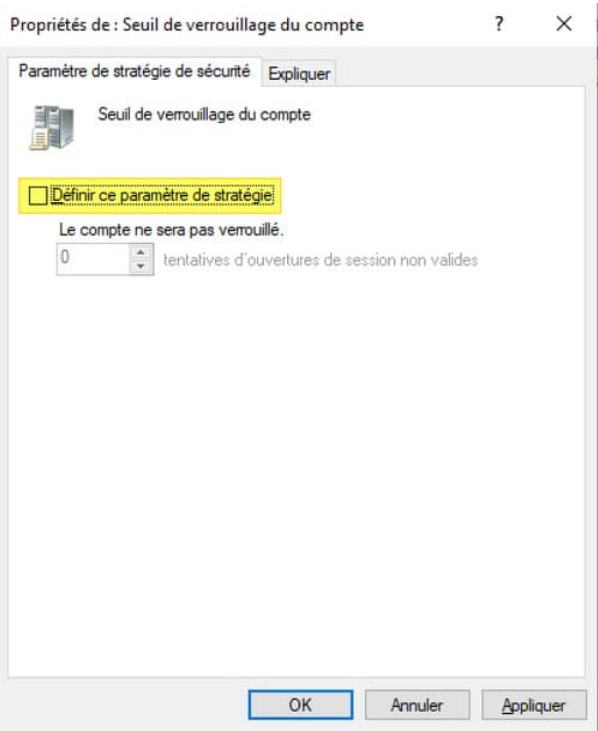 Propriétés de : Seuil de verrouillage du compte ? ×
Paramètre de stratégie de sécurité Expliquer
Seuil de verrouillage du compte
Définir ce paramètre de stratégie
Le compte ne sera pas verrouillé.
0 tentatives d'ouvertures de session non valides
OK Annuler Appliquer